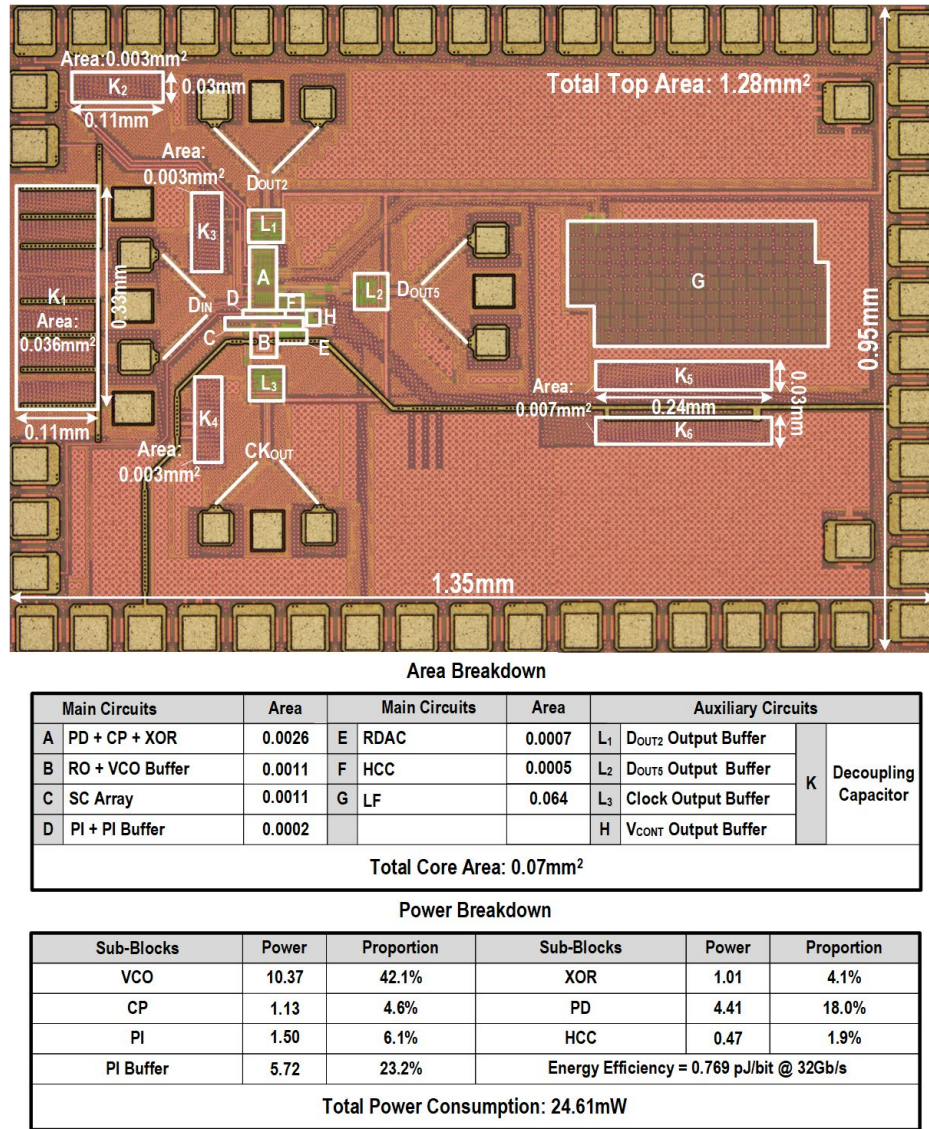 Area:0.003mm²
K₂
0.03mm
0.11mm
Total Top Area: 1.28mm²
Area:
0.003mm²
D_OUT2
K₃
L₁
A
K₁
0.33mm
Area:
0.036mm²
0.11mm
D_IN
D
F
H
C
B
E
L₂
D_OUT5
G
0.95mm
L₃
K₄
Area:
0.003mm²
CK_OUT
K₅
0.03mm
Area:
0.007mm²
0.24mm
K₆
1.35mm
Area Breakdown
Main Circuits Area Main Circuits Area Auxiliary Circuits
A PD + CP + XOR 0.0026 E RDAC 0.0007 L₁ D_OUT2 Output Buffer K Decoupling Capacitor
B RO + VCO Buffer 0.0011 F HCC 0.0005 L₂ D_OUT5 Output Buffer
C SC Array 0.0011 G LF 0.064 L₃ Clock Output Buffer
D PI + PI Buffer 0.0002 H V_CONT Output Buffer
Total Core Area: 0.07mm²
Power Breakdown
Sub-Blocks Power Proportion Sub-Blocks Power Proportion
VCO 10.37 42.1% XOR 1.01 4.1%
CP 1.13 4.6% PD 4.41 18.0%
PI 1.50 6.1% HCC 0.47 1.9%
PI Buffer 5.72 23.2% Energy Efficiency = 0.769 pJ/bit @ 32Gb/s
Total Power Consumption: 24.61mW